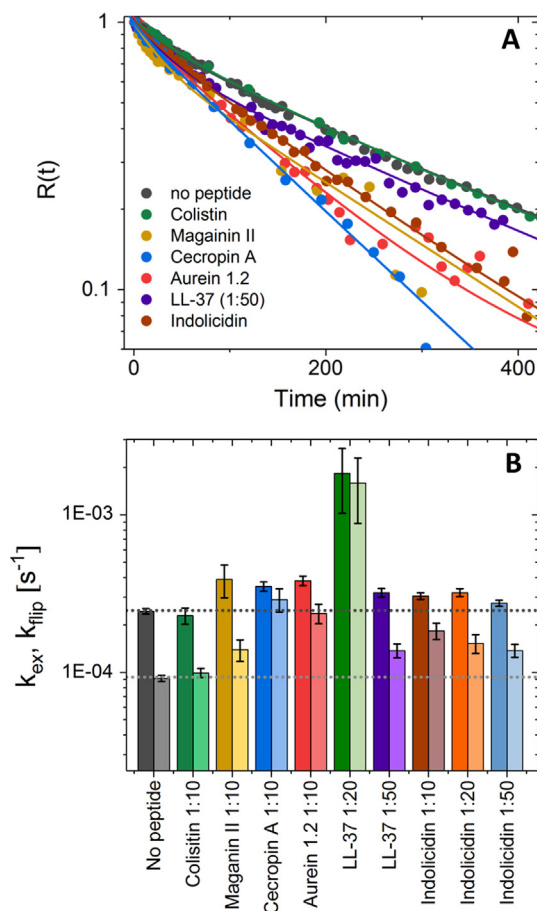 A
1
0.1
R(t)
no peptide
Colistin
Magainin II
Cecropin A
Aurein 1.2
LL-37 (1:50)
Indolicidin
0
200
400
Time (min)
B
1E-03
1E-04
k_ex, k_flip [s⁻¹]
No peptide
Colisitin 1:10
Maganin II 1:10
Cecropin A 1:10
Aurein 1.2 1:10
LL-37 1:20
LL-37 1:50
Indolicidin 1:10
Indolicidin 1:20
Indolicidin 1:50